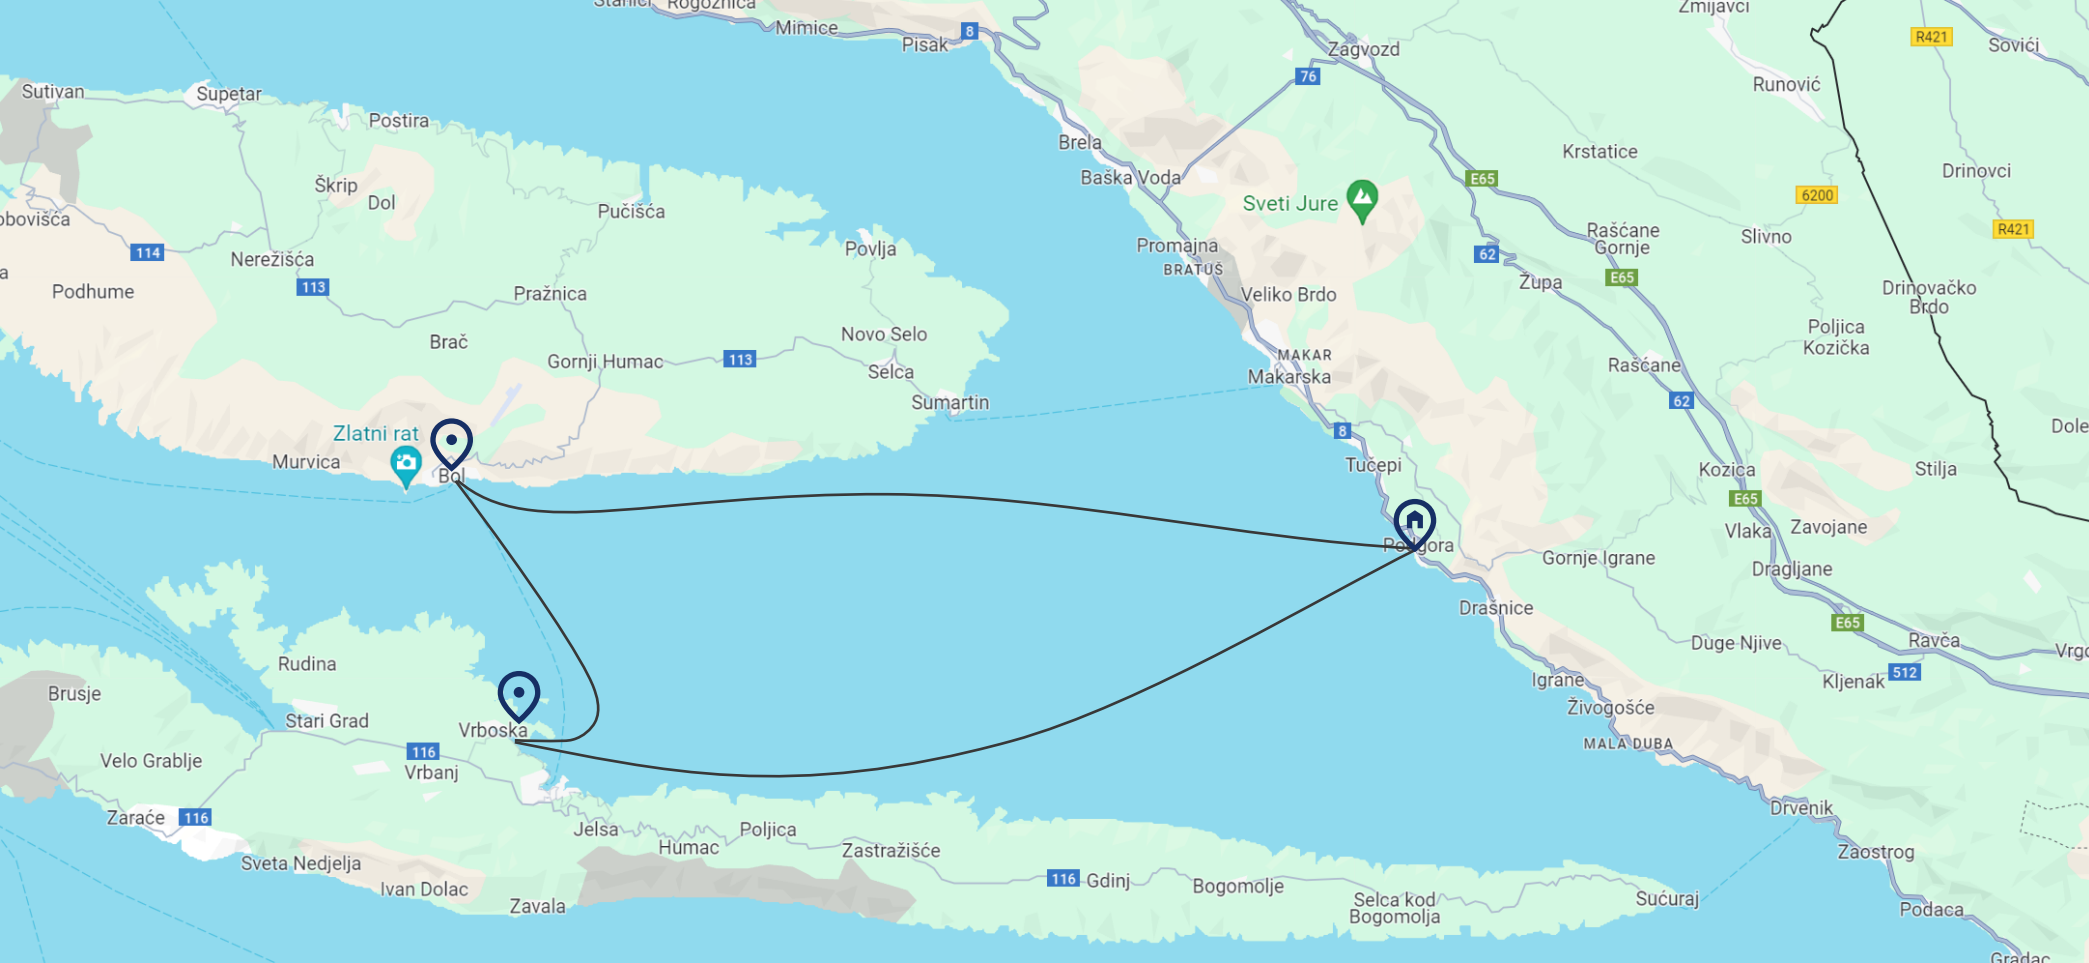 Stanići
Rogoznica
Mimice
Pisak
8
Zagvozd
76
Zmijavci
R421
Sovići
Runović
Sutivan
Supetar
Postira
Brela
Krstatice
Baška Voda
E65
Drinovci
Škrip
Dol
Pučišća
Sveti Jure
6200
obovišća
114
Nerežišća
Povlja
Promajna
BRATUŠ
62
Rašćane
Gornje
Slivno
R421
a
Podhume
113
Pražnica
Veliko Brdo
Župa
E65
Drinovačko
Brdo
Brač
Gornji Humac
113
Novo Selo
Selca
Sumartin
MAKAR
Makarska
Rašćane
62
Poljica
Kozička
Zlatni rat
Murvica
Bol
8
Tučepi
Kozica
E65
Stilja
Dole
Podgora
Gornje Igrane
Vlaka
Zavojane
Dragljane
Drašnice
E65
Duge Njive
Ravča
Vrgo
Kljenak
512
Rudina
Brusje
Stari Grad
Vrboska
Igrane
Živogošće
MALA DUBA
Velo Grablje
116
Vrbanj
Zaraće
116
Jelsa
Humac
Poljica
Zastražišće
Drvenik
Zaostrog
Sveta Nedjelja
Ivan Dolac
Zavala
116
Gdinj
Bogomolje
Selca kod
Bogomolja
Sućuraj
Podaca
Gradac